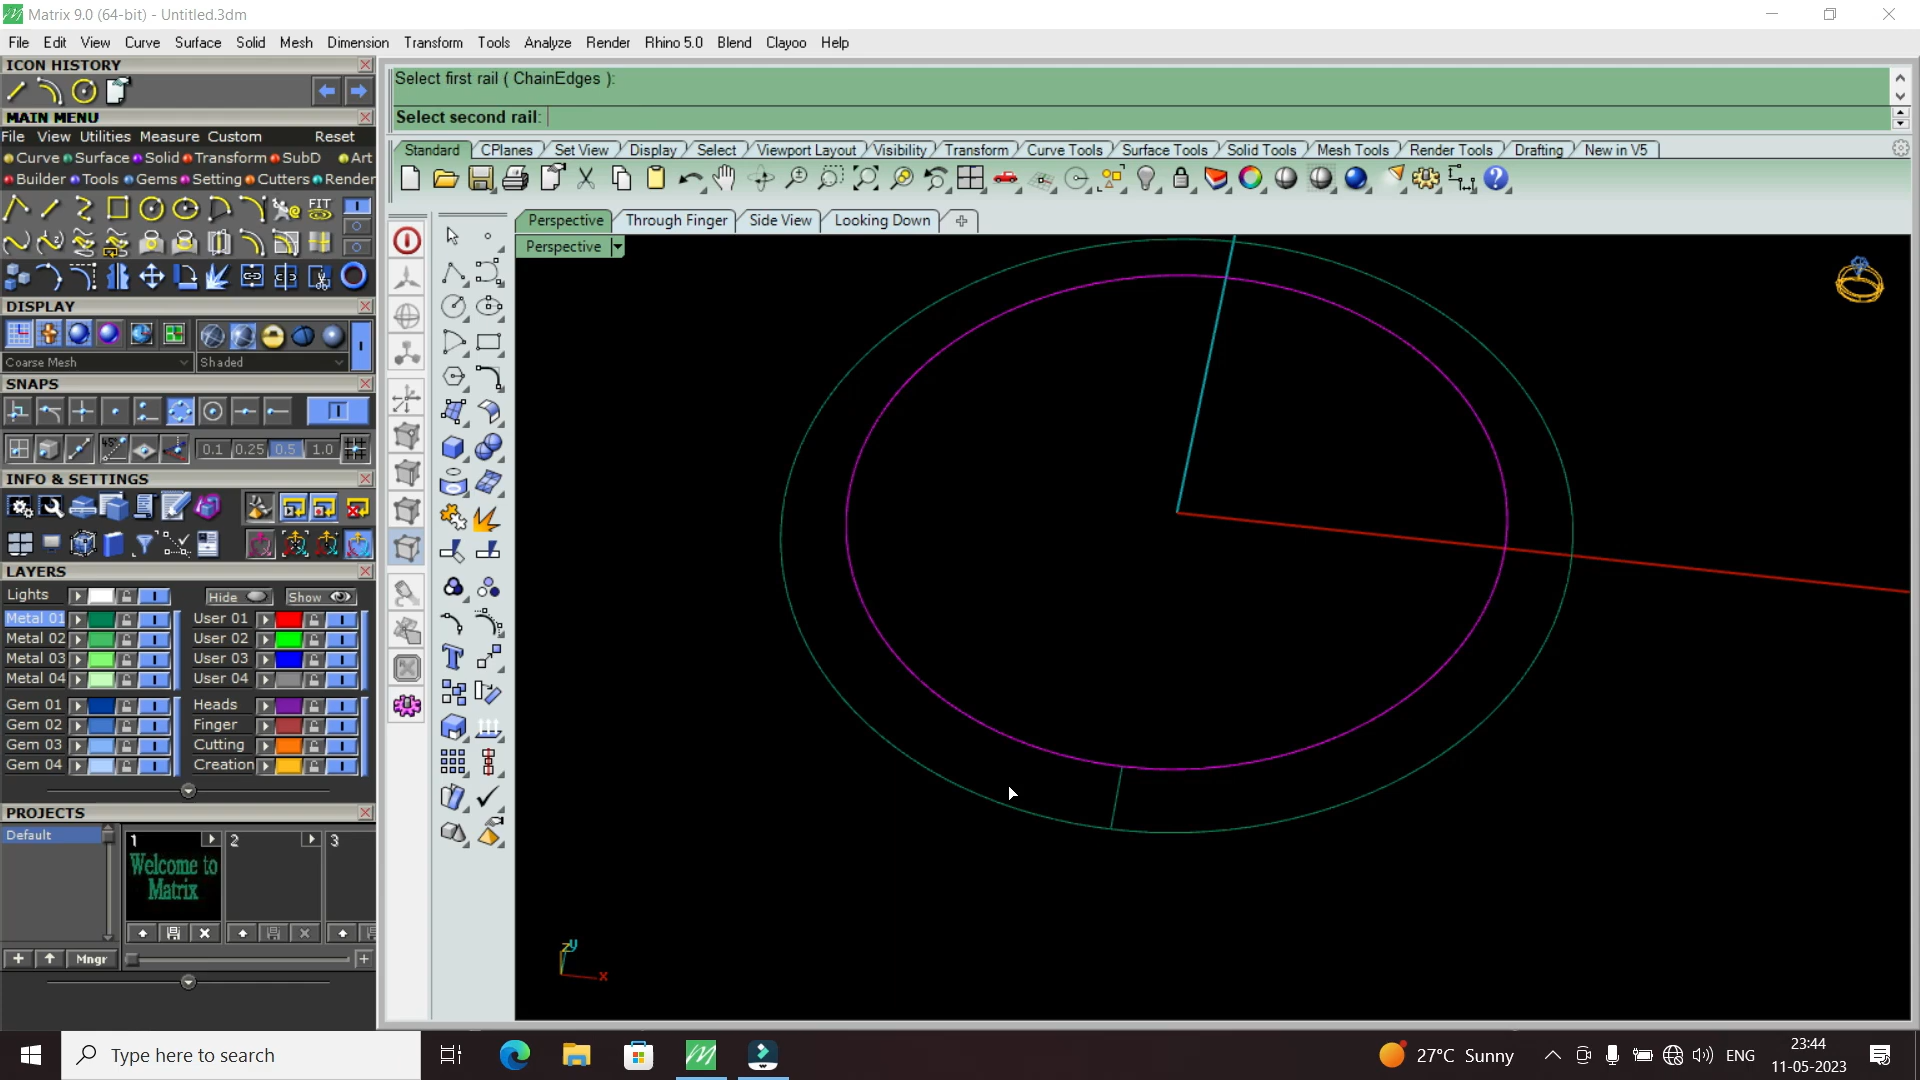 Matrix 9.0 (64-bit) - Untitled.3dm
File Edit View Curve Surface Solid Mesh Dimension Transform Tools Analyze Render Rhino 5.0 Blend Clayoo Help
ICON HISTORY
MAIN MENU
File View Utilities Measure Custom Reset
Curve Surface Solid Transform SubD Art
Builder Tools Gems Setting Cutters Render
FIT
DISPLAY
Coarse Mesh Shaded
SNAPS
45°
0.1 0.25 0.5 1.0
INFO & SETTINGS
LAYERS
Lights Hide Show
Metal 01 User 01
Metal 02 User 02
Metal 03 User 03
Metal 04 User 04
Gem 01 Heads
Gem 02 Finger
Gem 03 Cutting
Gem 04 Creation
PROJECTS
Default 1 2 3
Welcome to
Matrix
Mngr
Select first rail ( ChainEdges ):
Select second rail:
Standard CPlanes Set View Display Select Viewport Layout Visibility Transform Curve Tools Surface Tools Solid Tools Mesh Tools Render Tools Drafting New in V5
Perspective Through Finger Side View Looking Down
Perspective
z y
x
Type here to search
27°C Sunny
ENG
23:44
11-05-2023